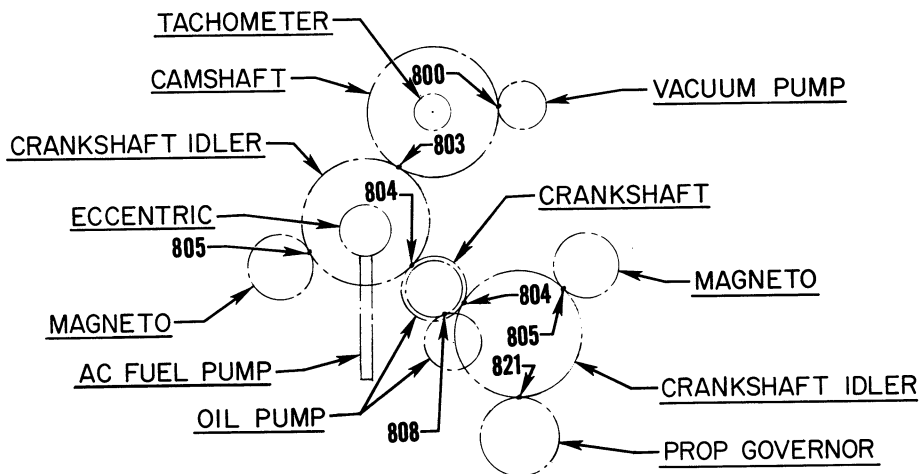 TACHOMETER
CAMSHAFT
800
VACUUM PUMP
CRANKSHAFT IDLER
803
804
CRANKSHAFT
ECCENTRIC
805
804
MAGNETO
MAGNETO
805
821
AC FUEL PUMP
CRANKSHAFT IDLER
OIL PUMP
808
PROP GOVERNOR